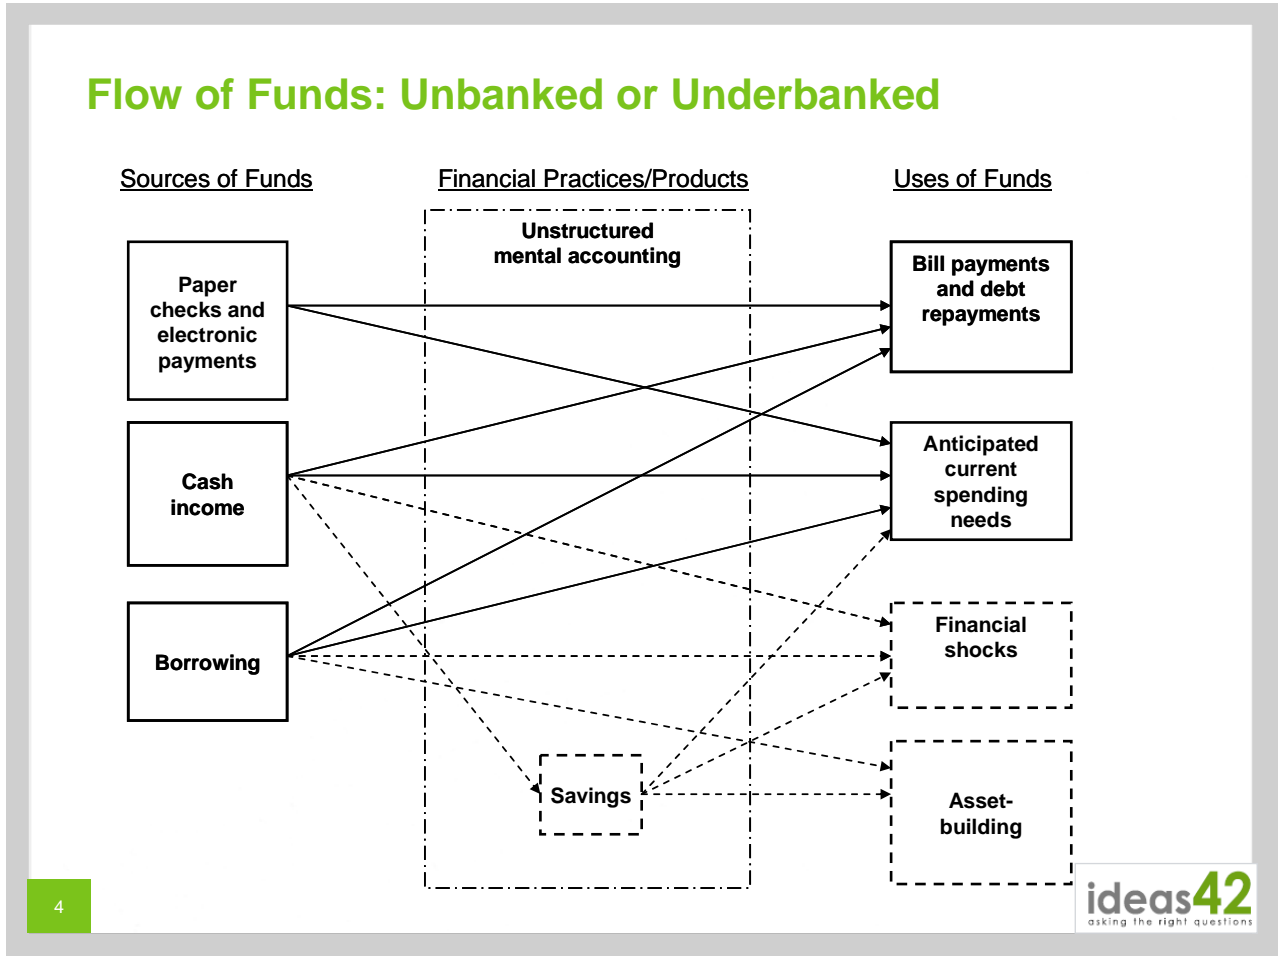 Flow of Funds: Unbanked or Underbanked
Sources of Funds
Financial Practices/Products
Uses of Funds
Unstructured
mental accounting
Paper
checks and
electronic
payments
Bill payments
and debt
repayments
Cash
income
Anticipated
current
spending
needs
Borrowing
Financial
shocks
Savings
Asset-
building
4
ideas42
asking the right questions